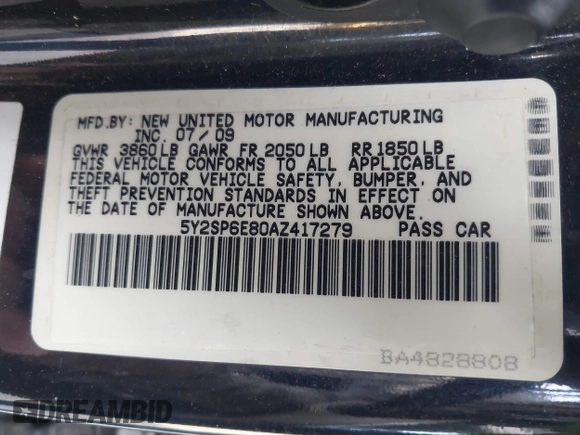 MFD.BY: NEW UNITED MOTOR MANUFACTURING
INC. 07/09
GVWR 3860LB GAWR FR 2050LB RR 1850LB
THIS VEHICLE CONFORMS TO ALL APPLICABLE
FEDERAL MOTOR VEHICLE SAFETY, BUMPER, AND
THEFT PREVENTION STANDARDS IN EFFECT ON
THE DATE OF MANUFACTURE SHOWN ABOVE.
5Y2SP6E80AZ417279 PASS CAR
BA4828808
DREAMBID